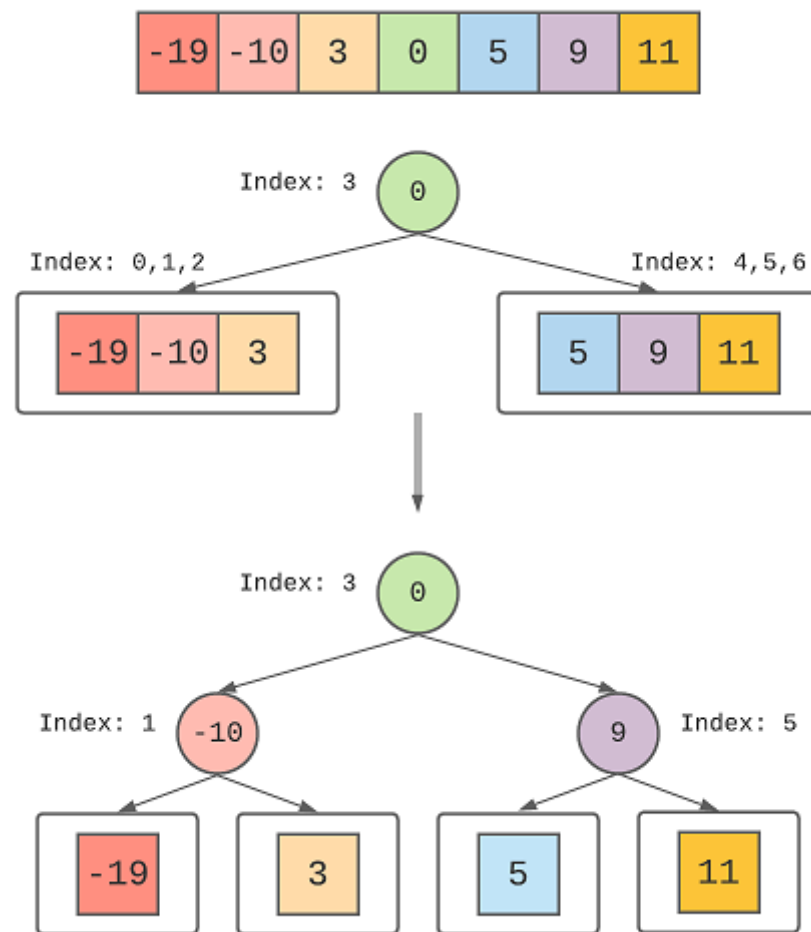 -19 -10 3 0 5 9 11
Index: 3
0
Index: 0,1,2
Index: 4,5,6
-19 -10 3
5 9 11
Index: 3
0
Index: 1
-10
9
Index: 5
-19
3
5
11